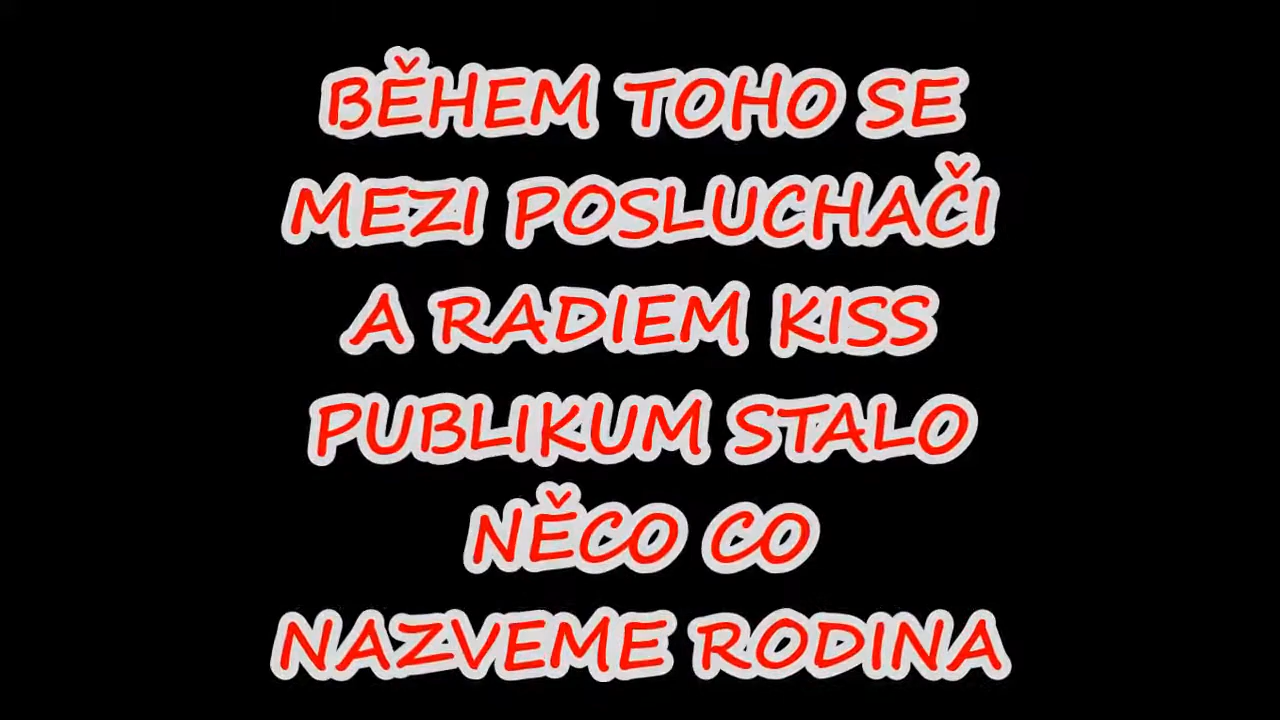 BĚHEM TOHO SE
MEZI POSLUCHAČI
A RADIEM KISS
PUBLIKUM STALO
NĚCO CO
NAZVEME RODINA